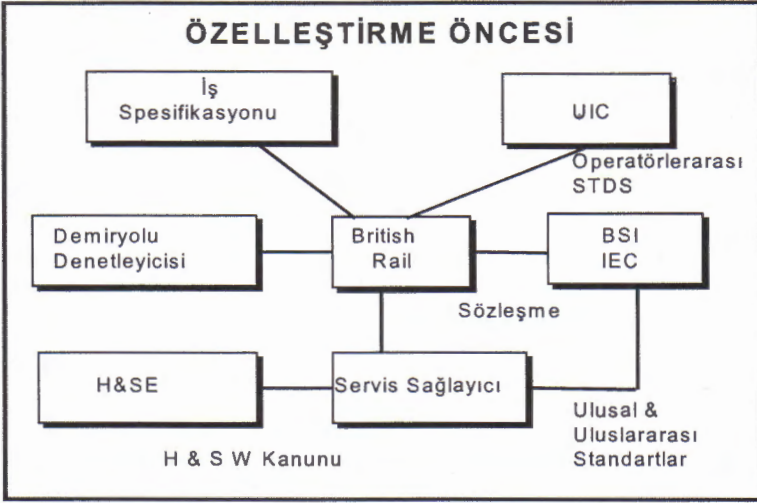 ÖZELLEŞTİRME ÖNCESİ
İş
Spesifikasyonu
UIC
Operatörlerarası
STDS
Demiryolu
Denetleyicisi
British
Rail
BSI
IEC
Sözleşme
H&SE
Servis Sağlayıcı
Ulusal &
Uluslararası
Standartlar
H & S W Kanunu